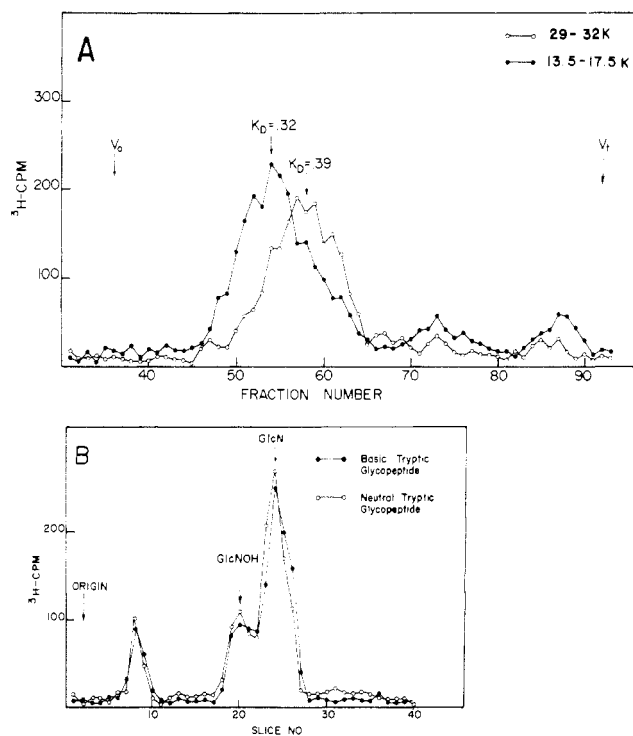 A
29-32K
13.5-17.5K
300
200
100
³H-CPM
V₀
K_D=.32
K_D=.39
Vₜ
40 50 60 70 80 90
FRACTION NUMBER
B
GlcN
Basic Tryptic
Glycopeptide
Neutral Tryptic
Glycopeptide
200
100
³H-CPM
ORIGIN
GlcNOH
10 20 30 40
SLICE NO.